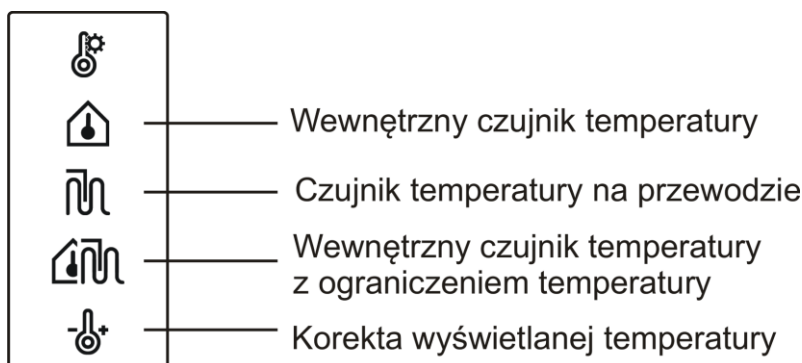 Wewnętrzny czujnik temperatury
Czujnik temperatury na przewodzie
Wewnętrzny czujnik temperatury
z ograniczeniem temperatury
Korekta wyświetlanej temperatury